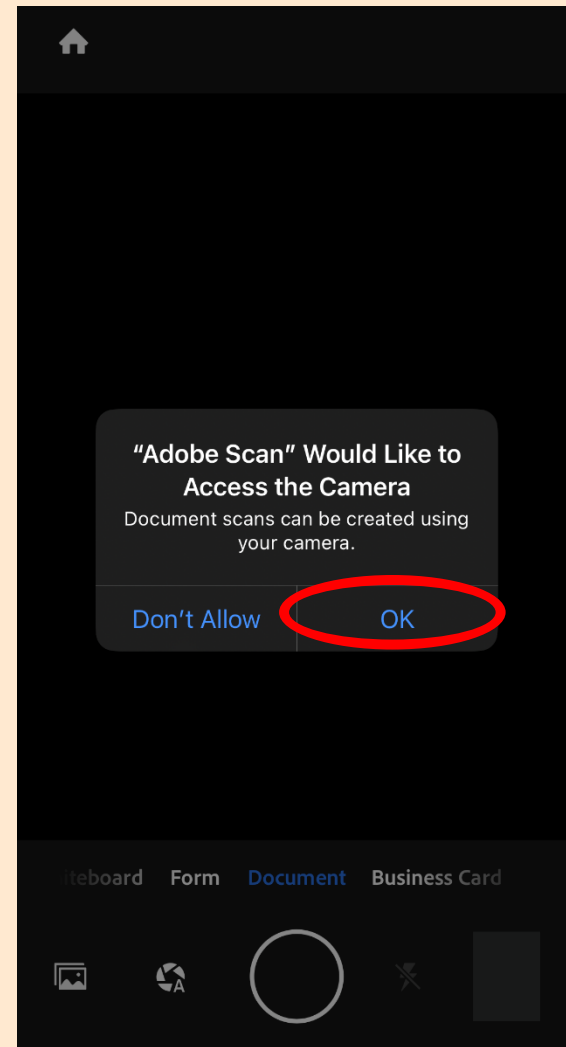 “Adobe Scan” Would Like to
Access the Camera
Document scans can be created using
your camera.
Don’t Allow OK
iteboard Form Document Business Card
A